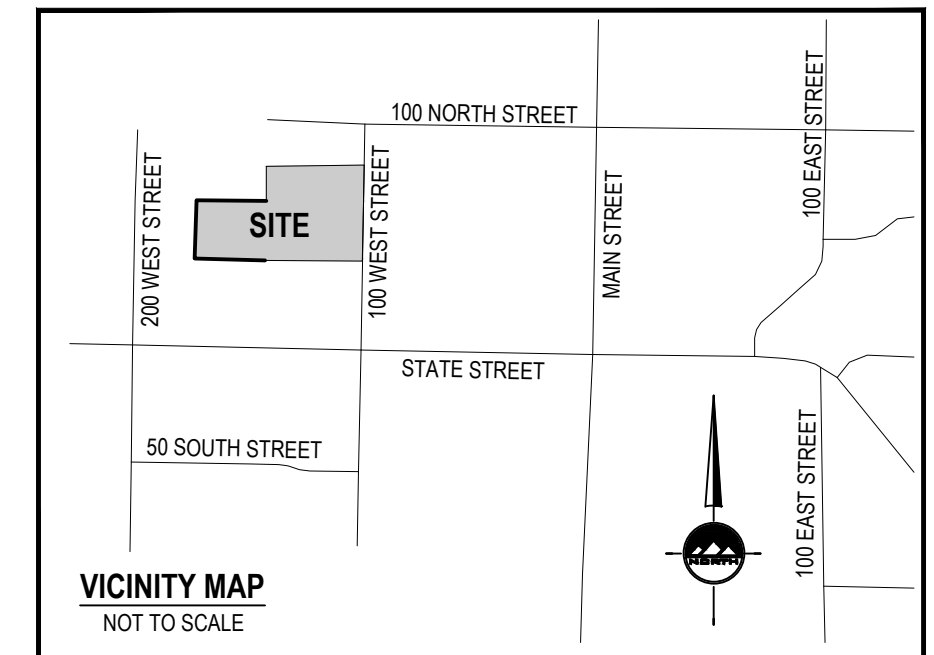 100 NORTH STREET
100 EAST STREET
200 WEST STREET
100 WEST STREET
SITE
MAIN STREET
STATE STREET
50 SOUTH STREET
100 EAST STREET
NORTH
VICINITY MAP
NOT TO SCALE